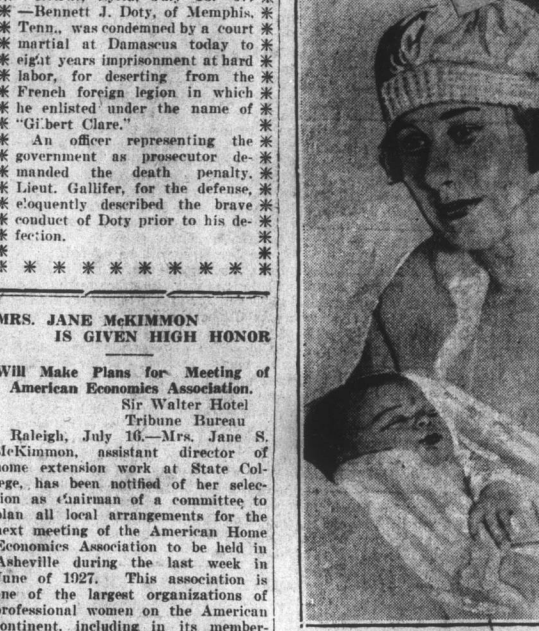 —Bennett J. Doty, of Memphis,
Tenn., was condemned by a court
martial at Damascus today to
eight years imprisonment at hard
labor, for deserting from the
French foreign legion in which
he enlisted under the name of
"Gilbert Clare."
An officer representing the
government as prosecutor de-
manded the death penalty.
Lieut. Gallifer, for the defense,
eloquently described the brave
conduct of Doty prior to his de-
fection.
MRS. JANE McKIMMON
IS GIVEN HIGH HONOR
Will Make Plans for Meeting of
American Economics Association.
Sir Walter Hotel
Tribune Bureau
Raleigh, July 16.—Mrs. Jane S.
McKimmon, assistant director of
home extension work at State Col-
ege, has been notified of her selec-
tion as chairman of a committee to
plan all local arrangements for the
next meeting of the American Home
Economics Association to be held in
Asheville during the last week in
June of 1927. This association is
one of the largest organizations of
professional women on the American
continent, including in its member-